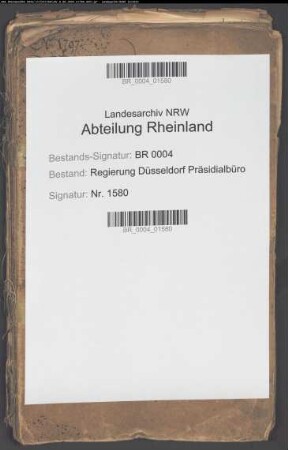 BR_0004_01580
Landesarchiv NRW
Abteilung Rheinland
Bestands-Signatur: BR 0004
Bestand: Regierung Düsseldorf Präsidialbüro
Signatur: Nr. 1580
BR_0004_01580